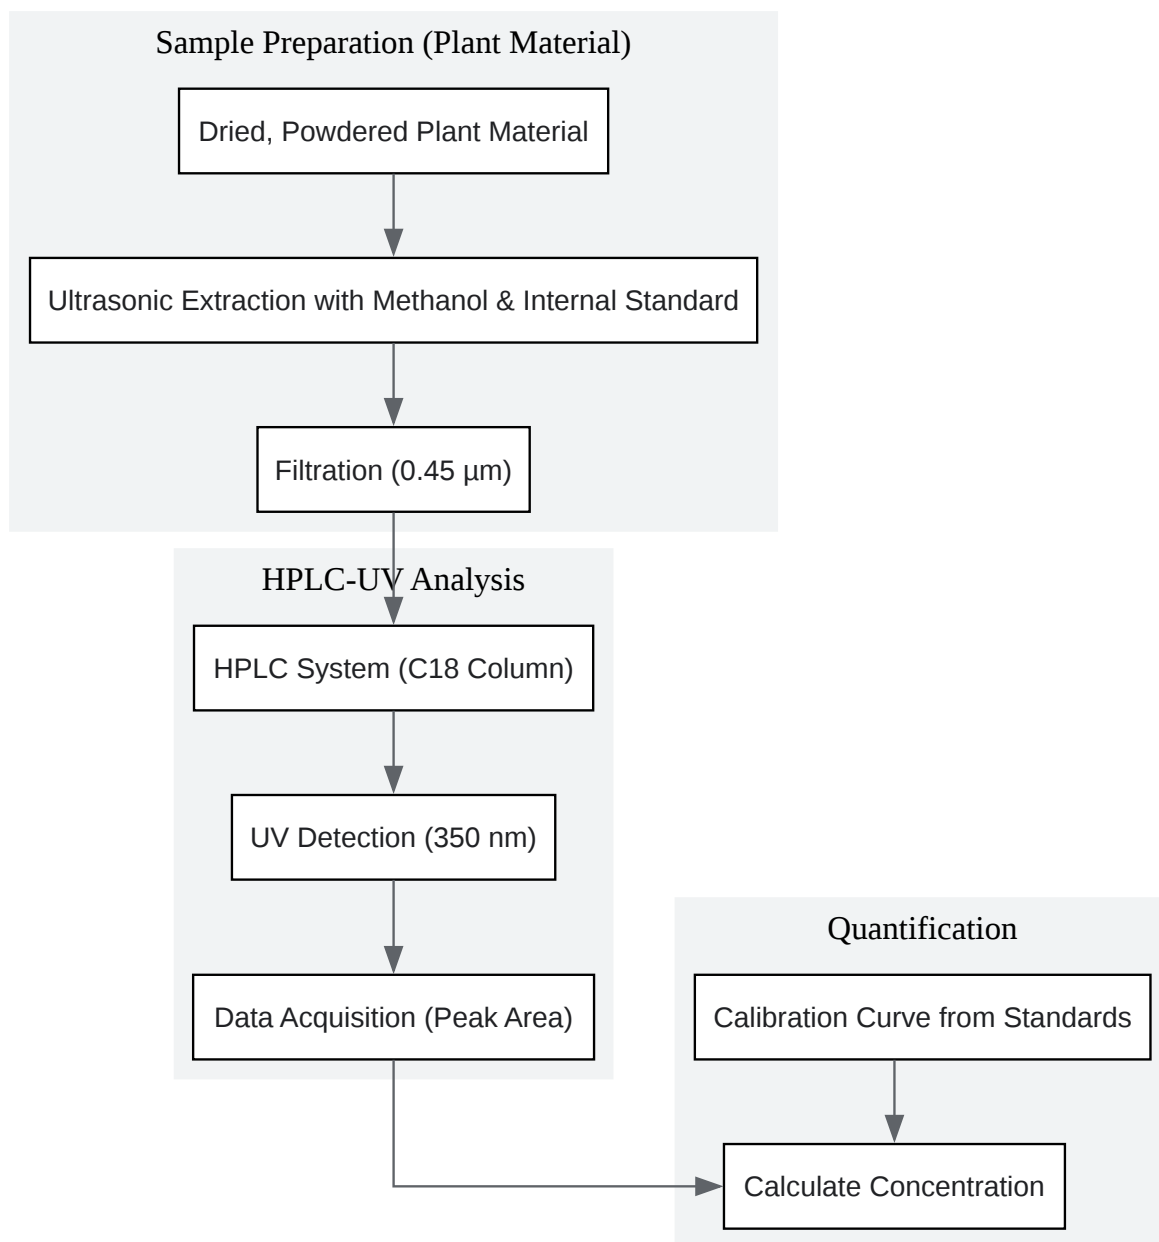 Sample Preparation (Plant Material)
Dried, Powdered Plant Material
Ultrasonic Extraction with Methanol & Internal Standard
Filtration (0.45 µm)
HPLC-UV Analysis
HPLC System (C18 Column)
UV Detection (350 nm)
Data Acquisition (Peak Area)
Quantification
Calibration Curve from Standards
Calculate Concentration